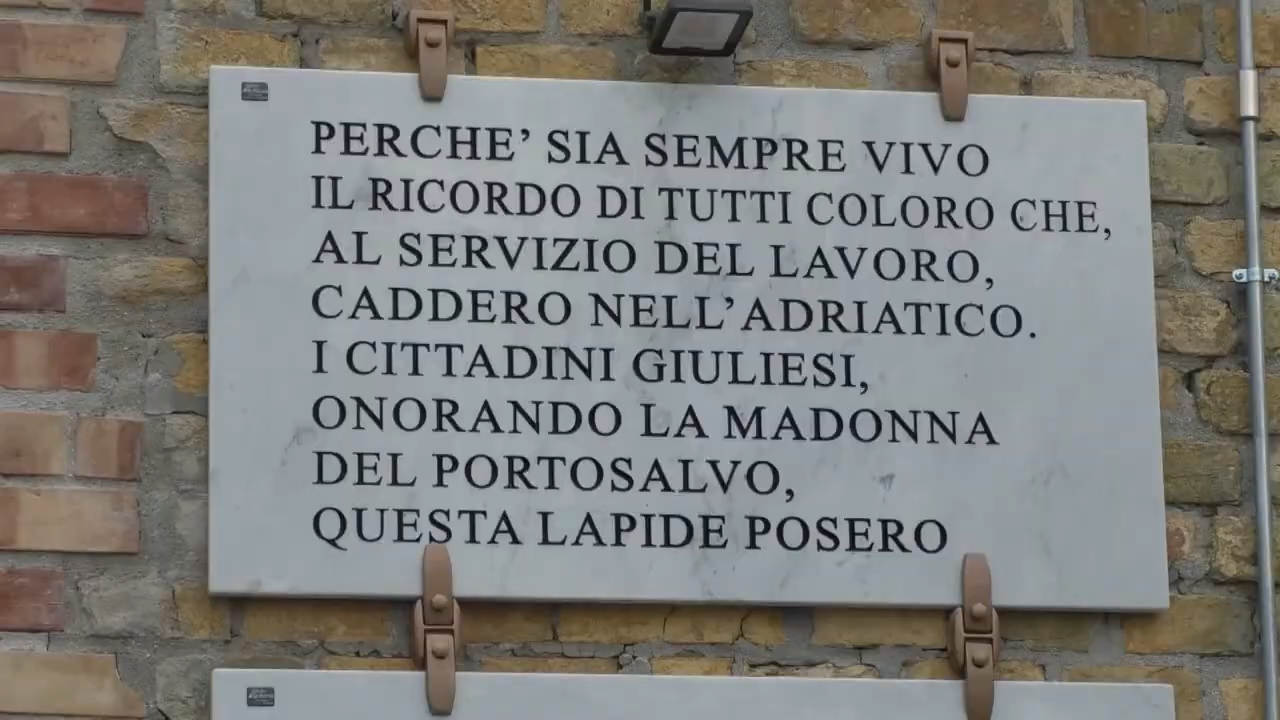 PERCHE’ SIA SEMPRE VIVO
IL RICORDO DI TUTTI COLORO CHE,
AL SERVIZIO DEL LAVORO,
CADDERO NELL’ADRIATICO.
I CITTADINI GIULIESI,
ONORANDO LA MADONNA
DEL PORTOSALVO,
QUESTA LAPIDE POSERO